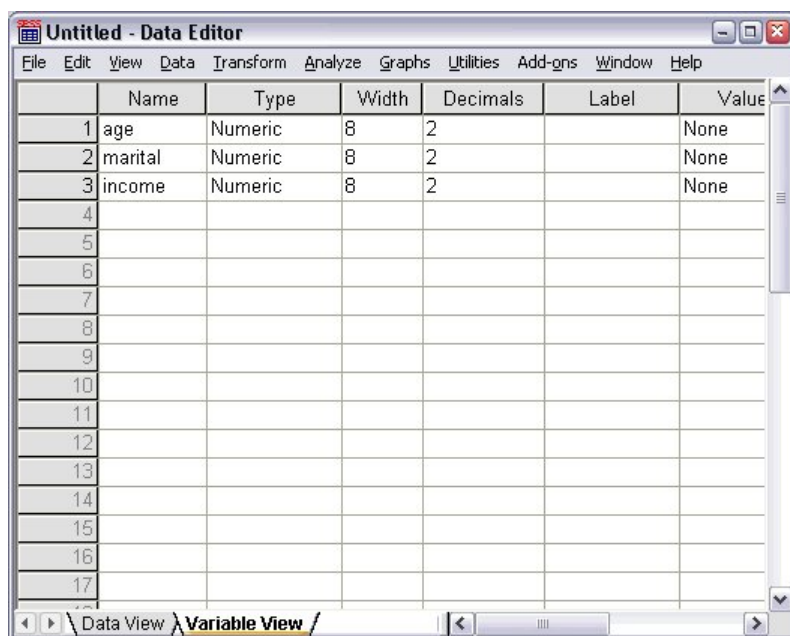 Untitled - Data Editor
File Edit View Data Transform Analyze Graphs Utilities Add-ons Window Help
Name Type Width Decimals Label Value
1 age Numeric 8 2 None
2 marital Numeric 8 2 None
3 income Numeric 8 2 None
4
5
6
7
8
9
10
11
12
13
14
15
16
17
Data View Variable View